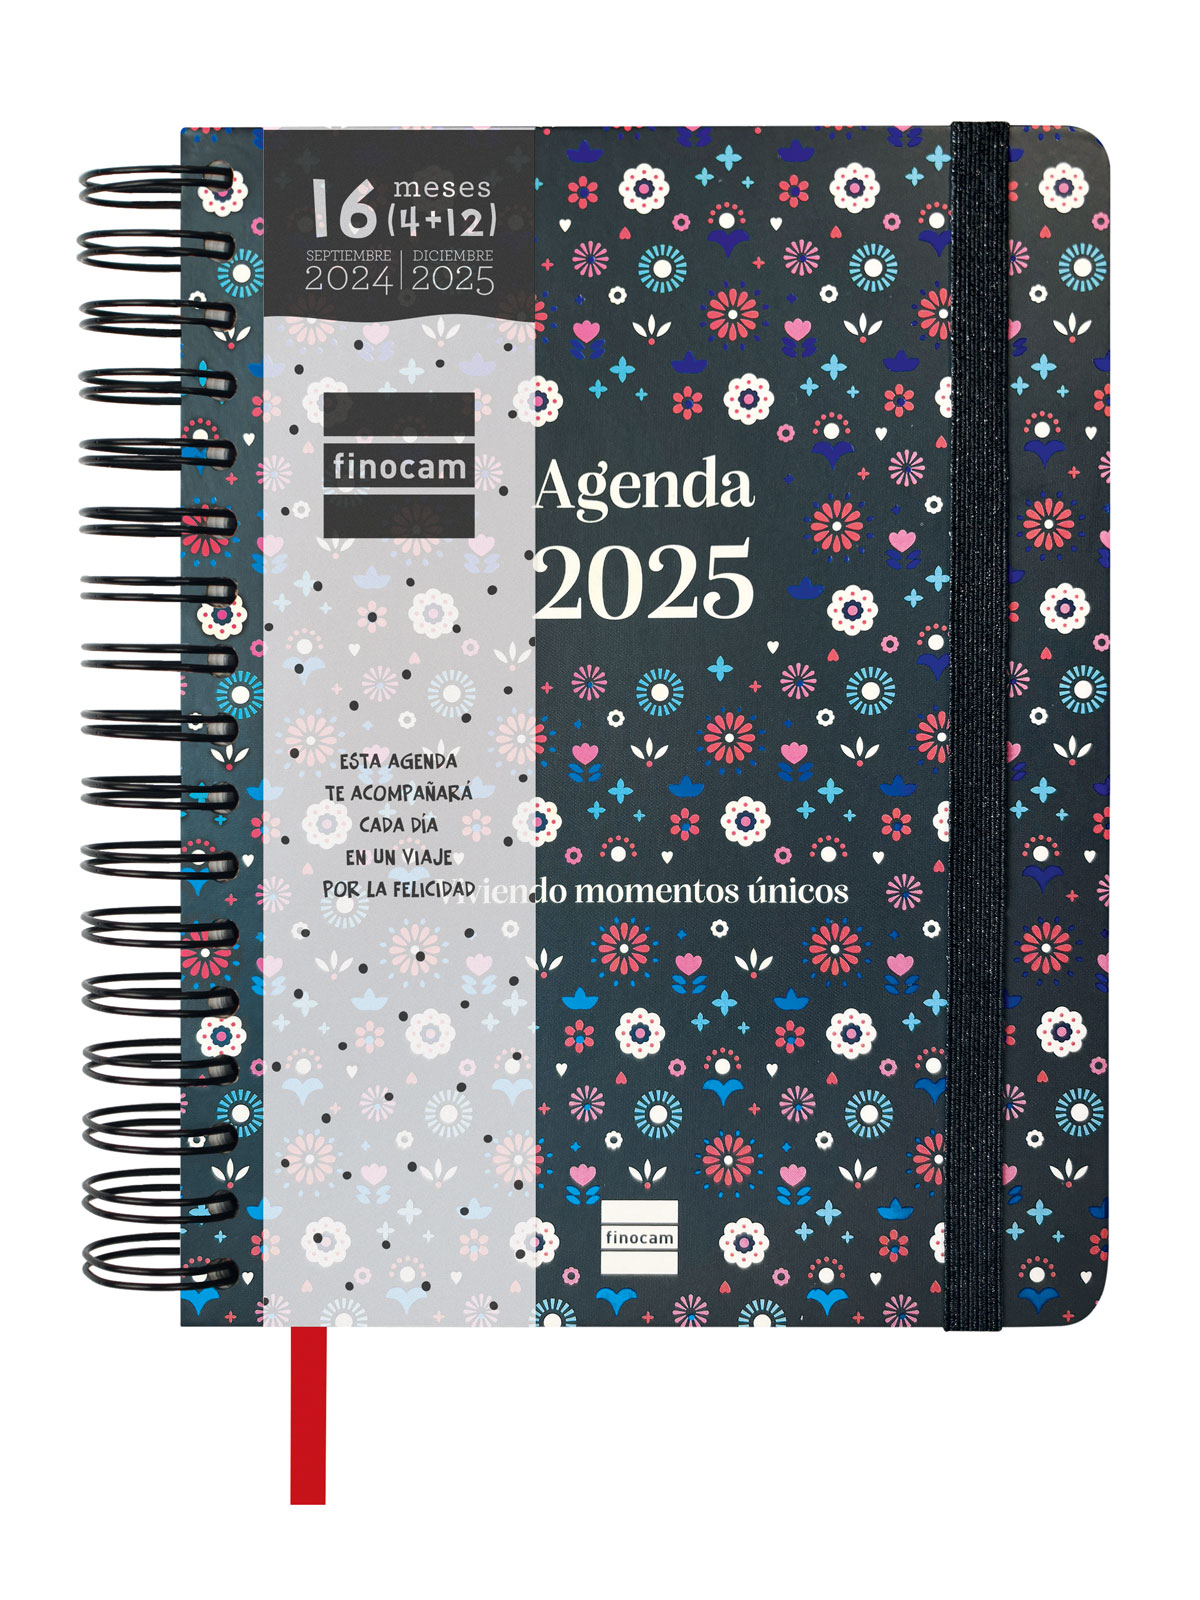 16 meses
(4+12)
SEPTIEMBRE
2024
DICIEMBRE
2025
finocam
Agenda
2025
ESTA AGENDA
TE ACOMPAÑARÁ
CADA DÍA
EN UN VIAJE
POR LA FELICIDAD
Viviendo momentos únicos
finocam